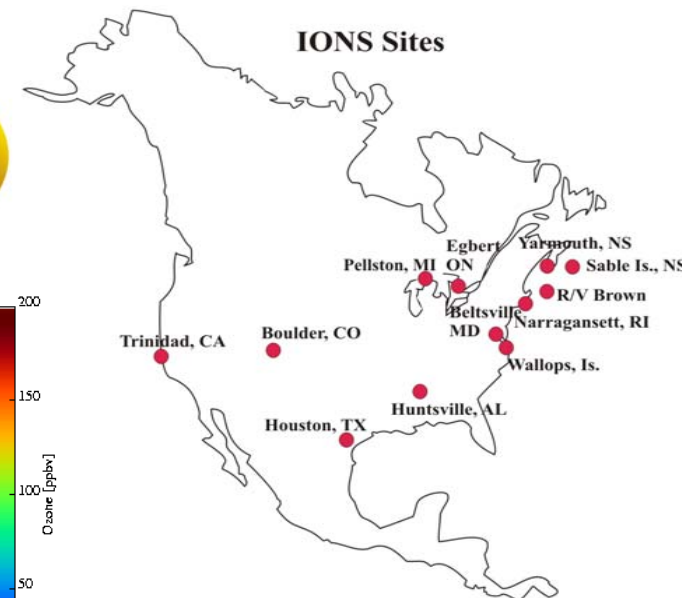 IONS Sites
Egbert
ON
Yarmouth, NS
Pellston, MI
Sable Is., NS
R/V Brown
Beltsville,
MD
Narragansett, RI
Trinidad, CA
Boulder, CO
Wallops, Is.
Huntsville, AL
Houston, TX
200
150
100
50
Ozone [ppbv]